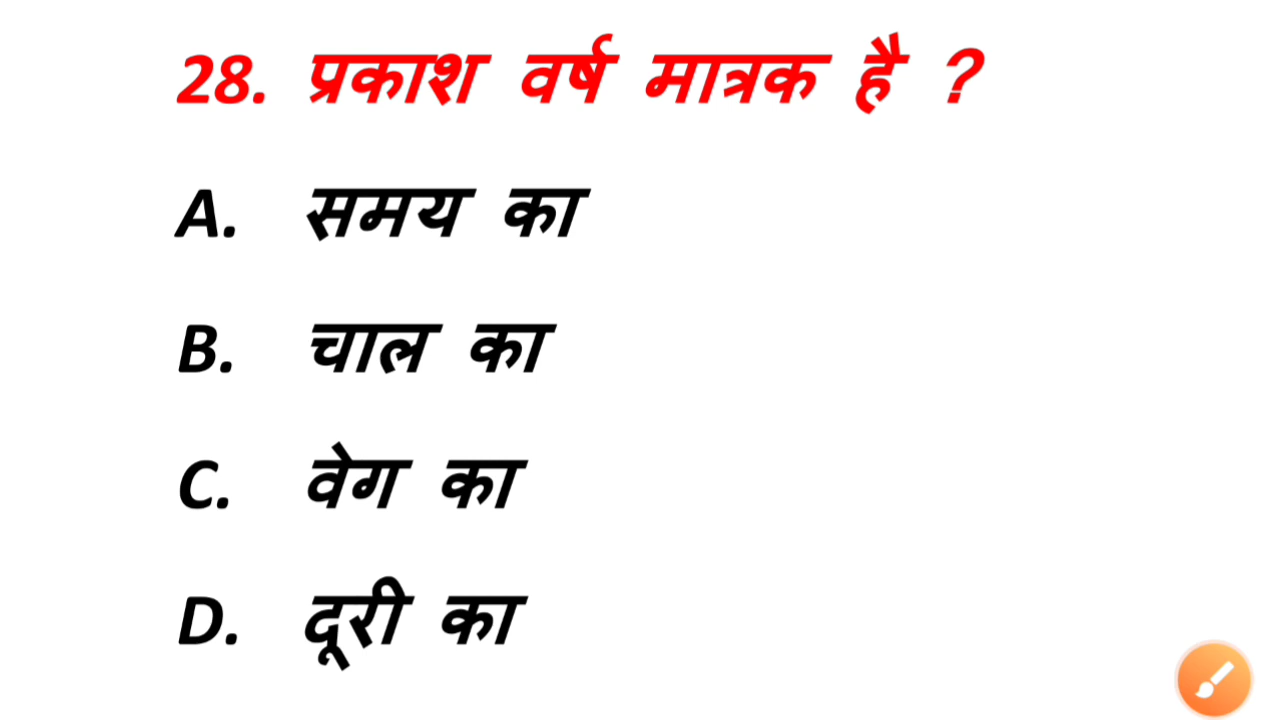 28. प्रकाश वर्ष मात्रक है ?
A. समय का
B. चाल का
C. वेग का
D. दूरी का